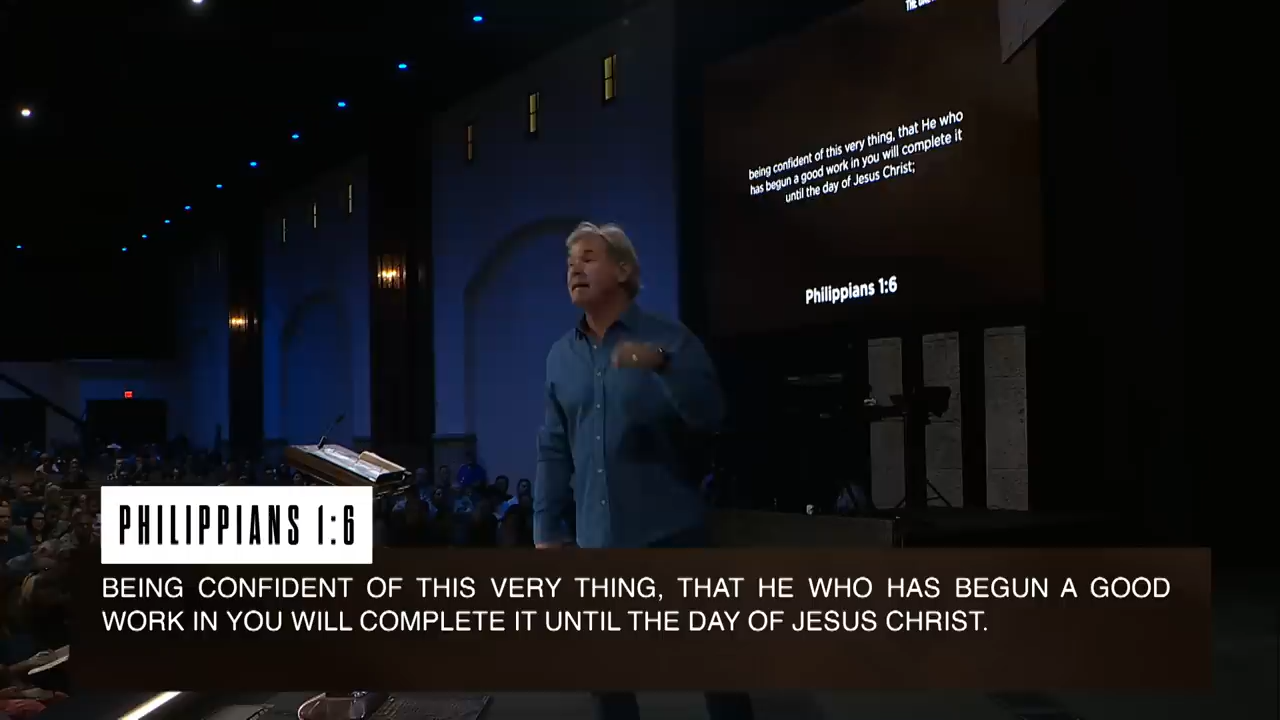 being confident of this very thing, that He who
has begun a good work in you will complete it
until the day of Jesus Christ;
Philippians 1:6
PHILIPPIANS 1:6
BEING CONFIDENT OF THIS VERY THING, THAT HE WHO HAS BEGUN A GOOD
WORK IN YOU WILL COMPLETE IT UNTIL THE DAY OF JESUS CHRIST.